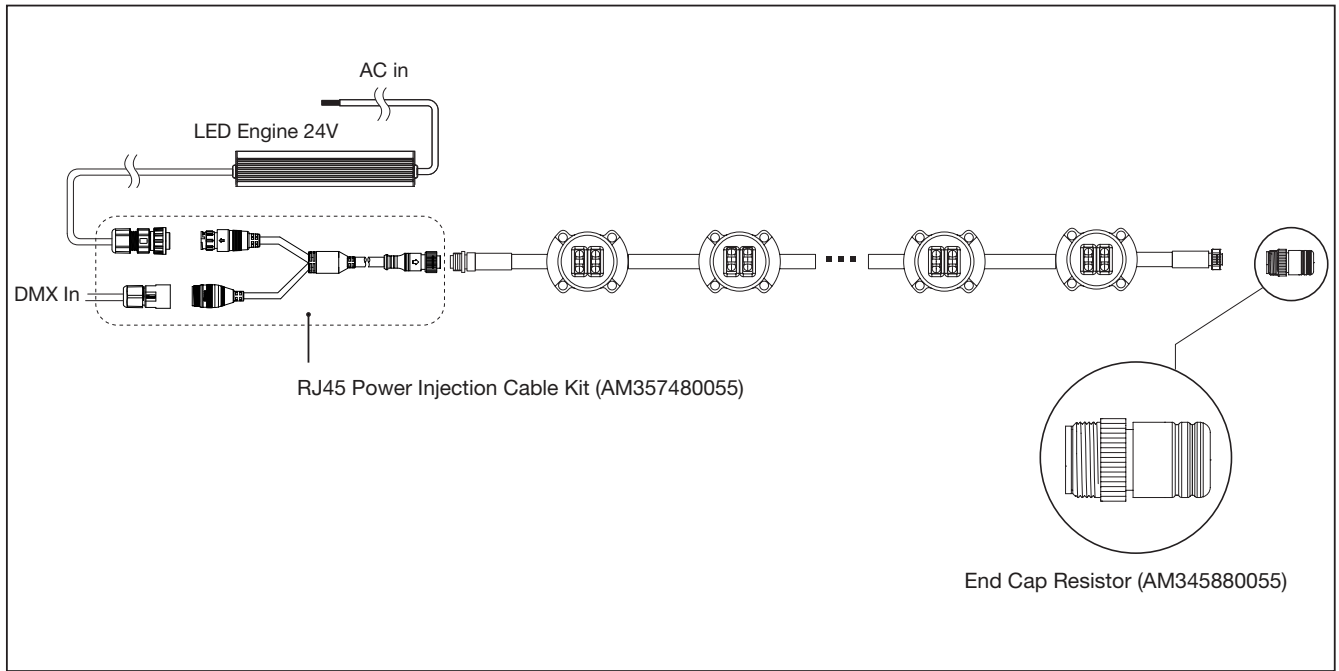 AC in
LED Engine 24V
DMX In
RJ45 Power Injection Cable Kit (AM357480055)
End Cap Resistor (AM345880055)